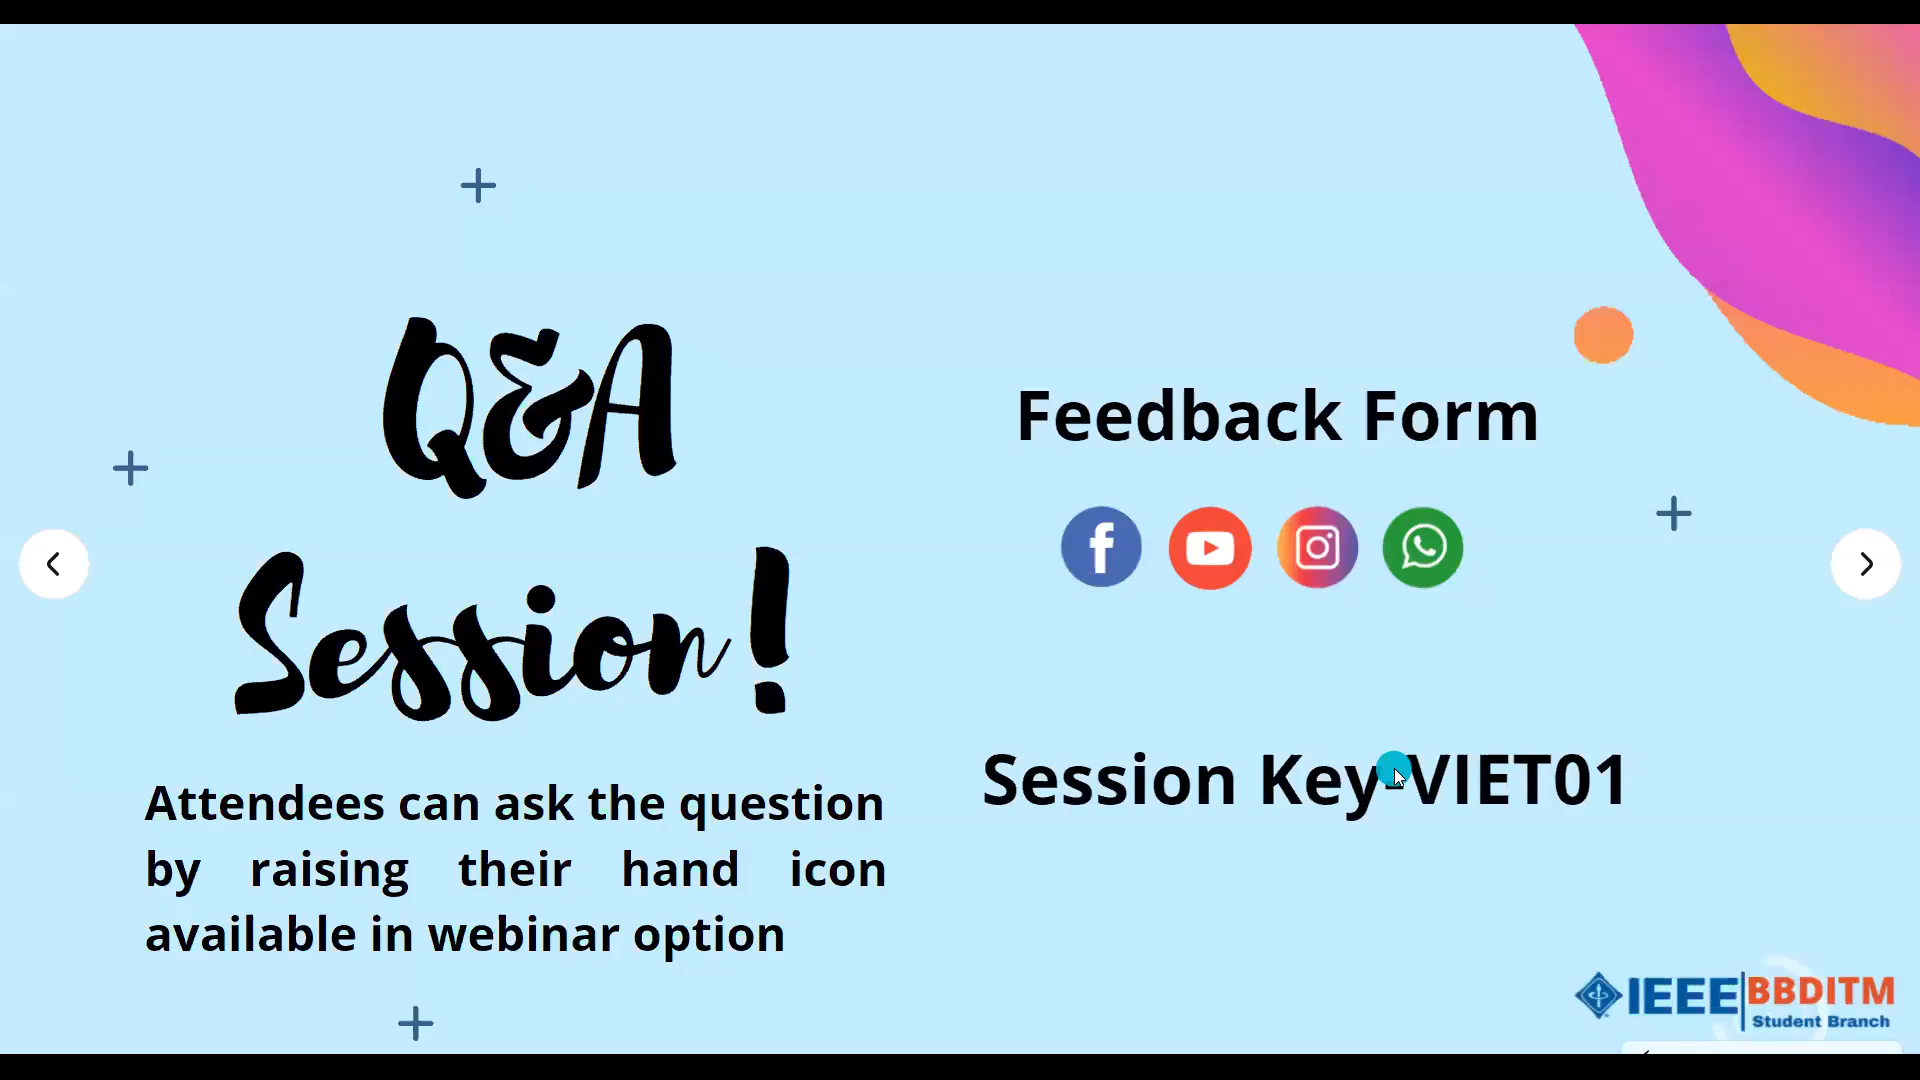 Q&A
Session!
Attendees can ask the question
by raising their hand icon
available in webinar option
Feedback Form
Session Key-VIET01
IEEE BBDITM
Student Branch